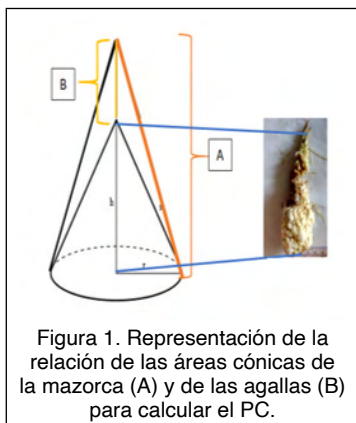 B
A
h
r
Figura 1. Representación de la
relación de las áreas cónicas de
la mazorca (A) y de las agallas (B)
para calcular el PC.